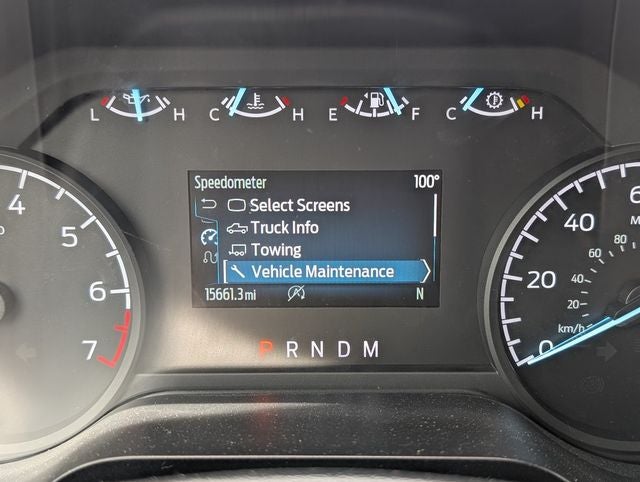 L H C H E F C H
Speedometer 100°
Select Screens
Truck Info
Towing
Vehicle Maintenance
15661.3 mi N
P R N D M
4
5
6
7
0
20
40
km/h
20
40
60
80